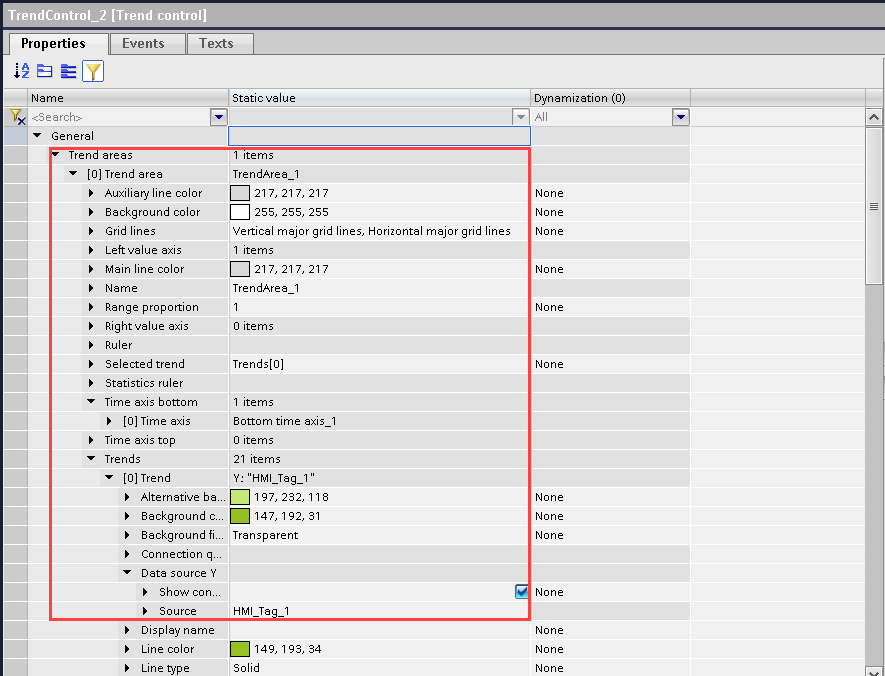 TrendControl_2 [Trend control]
Properties Events Texts
Name Static value Dynamization (0)
<Search> All
General
Trend areas 1 items
[0] Trend area TrendArea_1
Auxiliary line color 217, 217, 217 None
Background color 255, 255, 255 None
Grid lines Vertical major grid lines, Horizontal major grid lines None
Left value axis 1 items
Main line color 217, 217, 217 None
Name TrendArea_1
Range proportion 1 None
Right value axis 0 items
Ruler
Selected trend Trends[0] None
Statistics ruler
Time axis bottom 1 items
[0] Time axis Bottom time axis_1
Time axis top 0 items
Trends 21 items
[0] Trend Y: "HMI_Tag_1"
Alternative ba... 197, 232, 118 None
Background c... 147, 192, 31 None
Background fi... Transparent None
Connection q...
Data source Y
Show con... None
Source HMI_Tag_1
Display name None
Line color 149, 193, 34 None
Line type Solid None